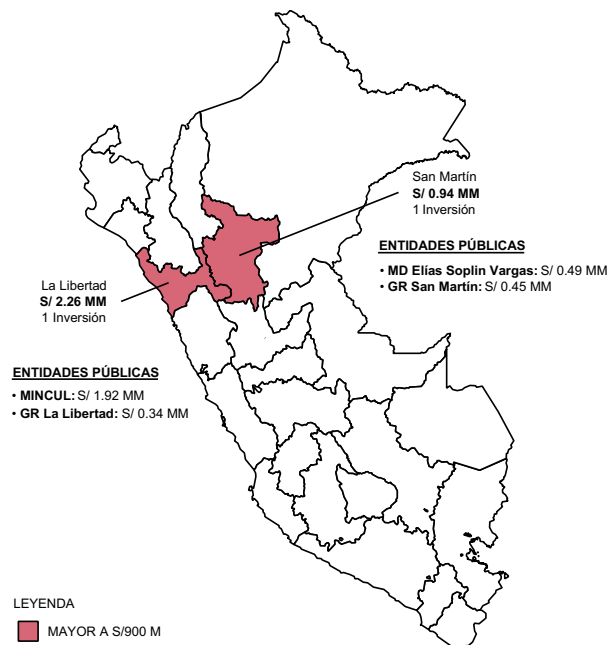 San Martín
S/ 0.94 MM
1 Inversión
ENTIDADES PÚBLICAS
• MD Elías Soplin Vargas: S/ 0.49 MM
• GR San Martín: S/ 0.45 MM
La Libertad
S/ 2.26 MM
1 Inversión
ENTIDADES PÚBLICAS
• MINCUL: S/ 1.92 MM
• GR La Libertad: S/ 0.34 MM
LEYENDA
MAYOR A S/900 M